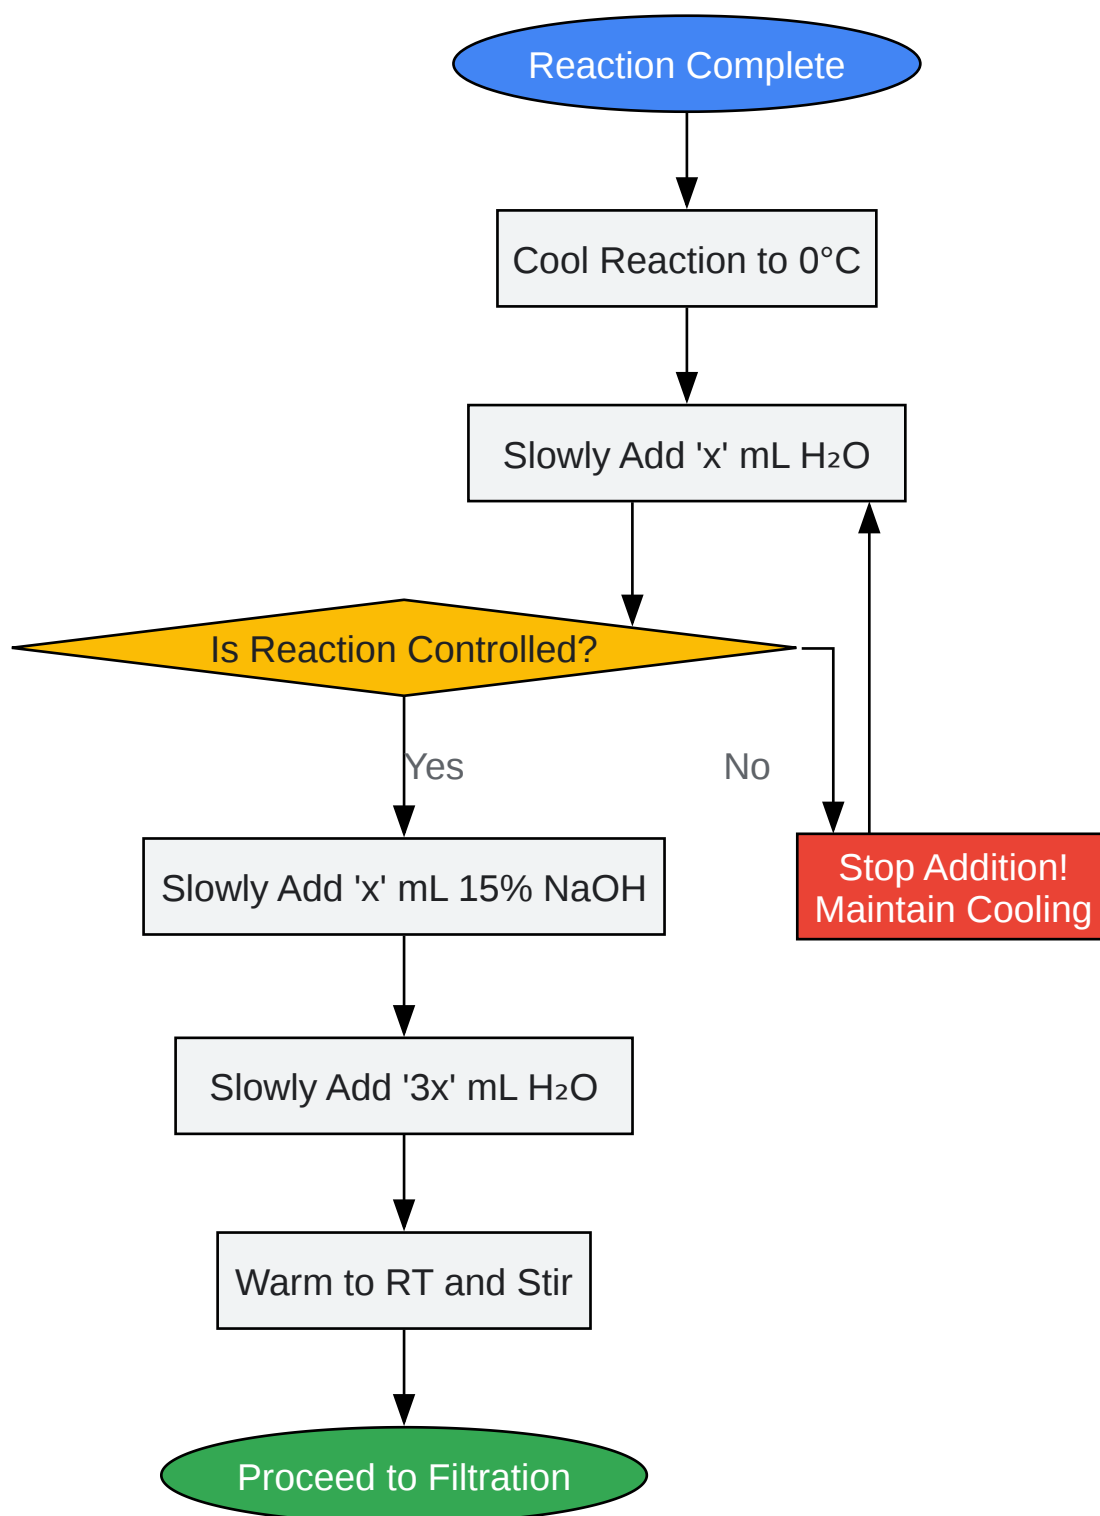 Reaction Complete
Cool Reaction to 0°C
Slowly Add 'x' mL H₂O
Is Reaction Controlled?
Yes
No
Slowly Add 'x' mL 15% NaOH
Stop Addition!
Maintain Cooling
Slowly Add '3x' mL H₂O
Warm to RT and Stir
Proceed to Filtration